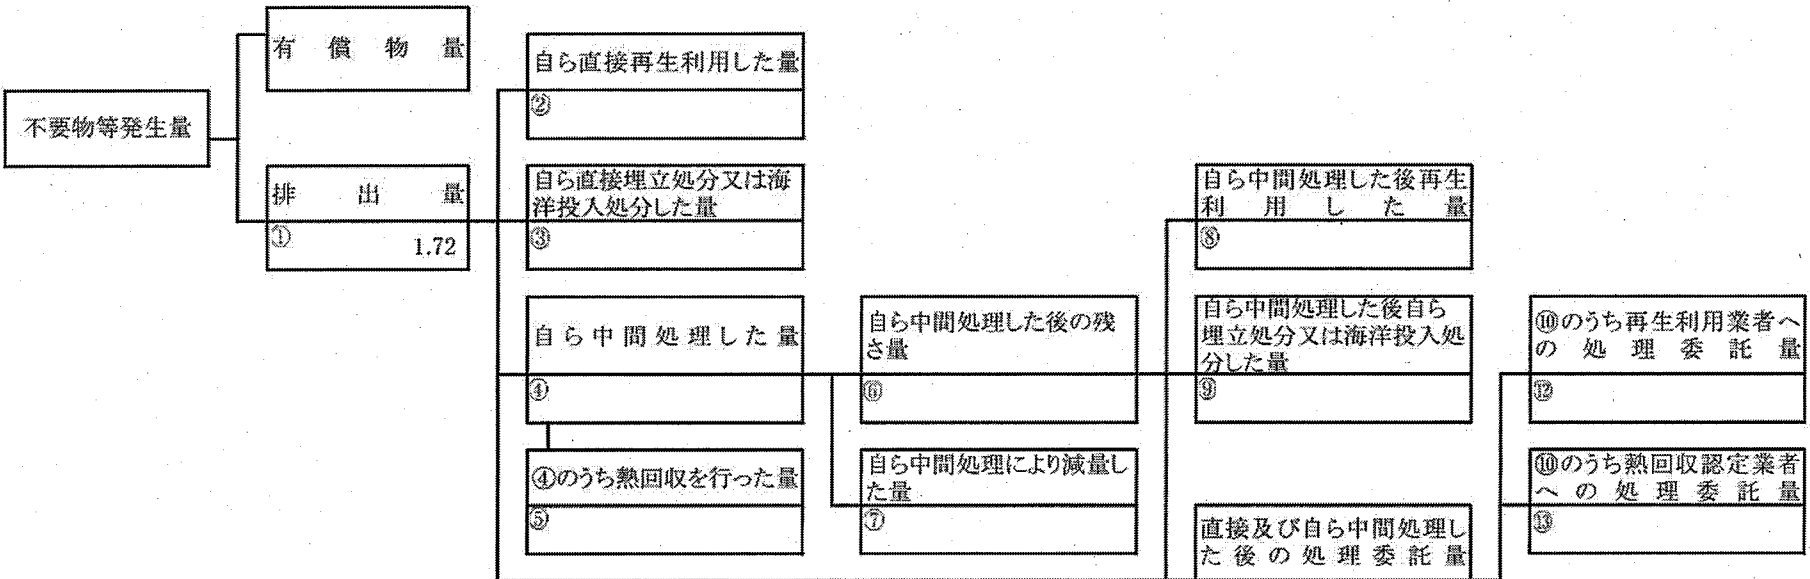 有償物量
不要物等発生量
排出量
①
1.72
自ら直接再生利用した量
②
自ら直接埋立処分又は海
洋投入処分した量
③
自ら中間処理した量
④
④のうち熱回収を行った量
⑤
自ら中間処理した後の残
さ量
⑥
自ら中間処理により減量し
た量
⑦
自ら中間処理した後再生
利用した量
⑧
自ら中間処理した後自ら
埋立処分又は海洋投入処
分した量
⑨
直接及び自ら中間処理し
た後の処理委託量
⑩のうち再生利用業者へ
の処理委託量
⑫
⑩のうち熱回収認定業者
への処理委託量
⑬